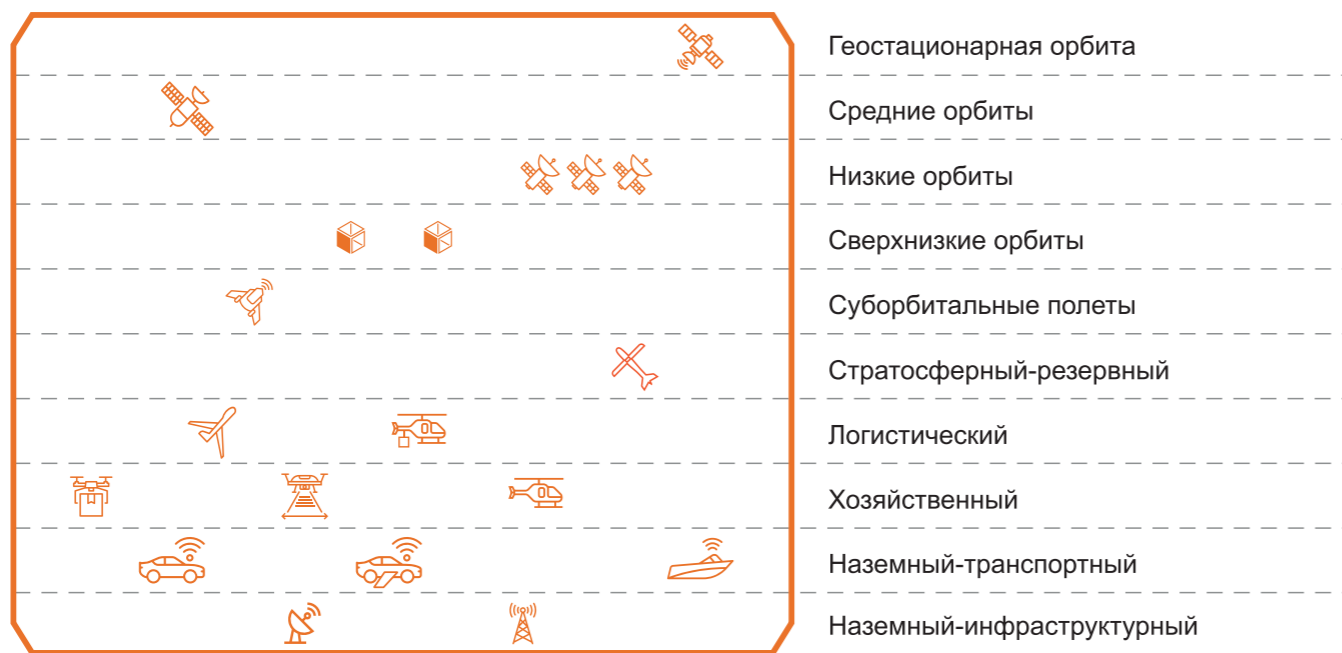 Геостационарная орбита
Средние орбиты
Низкие орбиты
Сверхнизкие орбиты
Суборбитальные полеты
Стратосферный-резервный
Логистический
Хозяйственный
Наземный-транспортный
Наземный-инфраструктурный